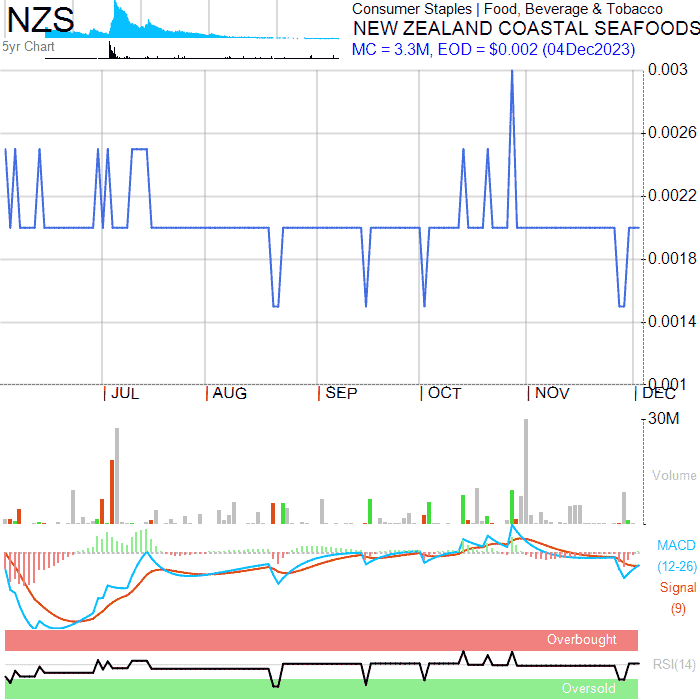 NZS
5yr Chart
Consumer Staples | Food, Beverage & Tobacco
NEW ZEALAND COASTAL SEAFOODS
MC = 3.3M, EOD = $0.002 (04Dec2023)
0.003
0.0026
0.0022
0.0018
0.0014
0.001
JUL AUG SEP OCT NOV DEC
30M
Volume
MACD
(12-26)
Signal
(9)
Overbought
RSI(14)
Oversold